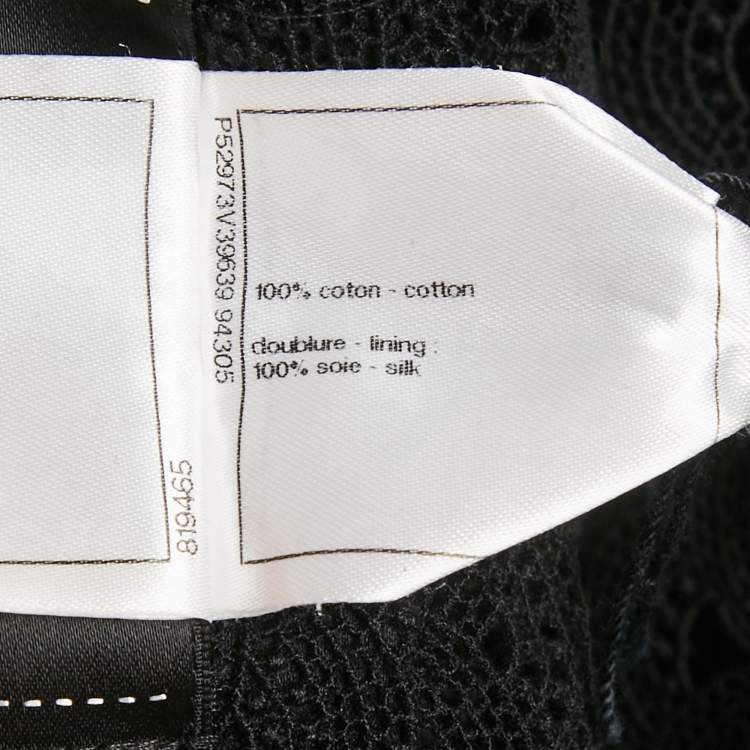 P52973V39639 94305
100% coton - cotton
doublure - lining :
100% soie - silk
819465